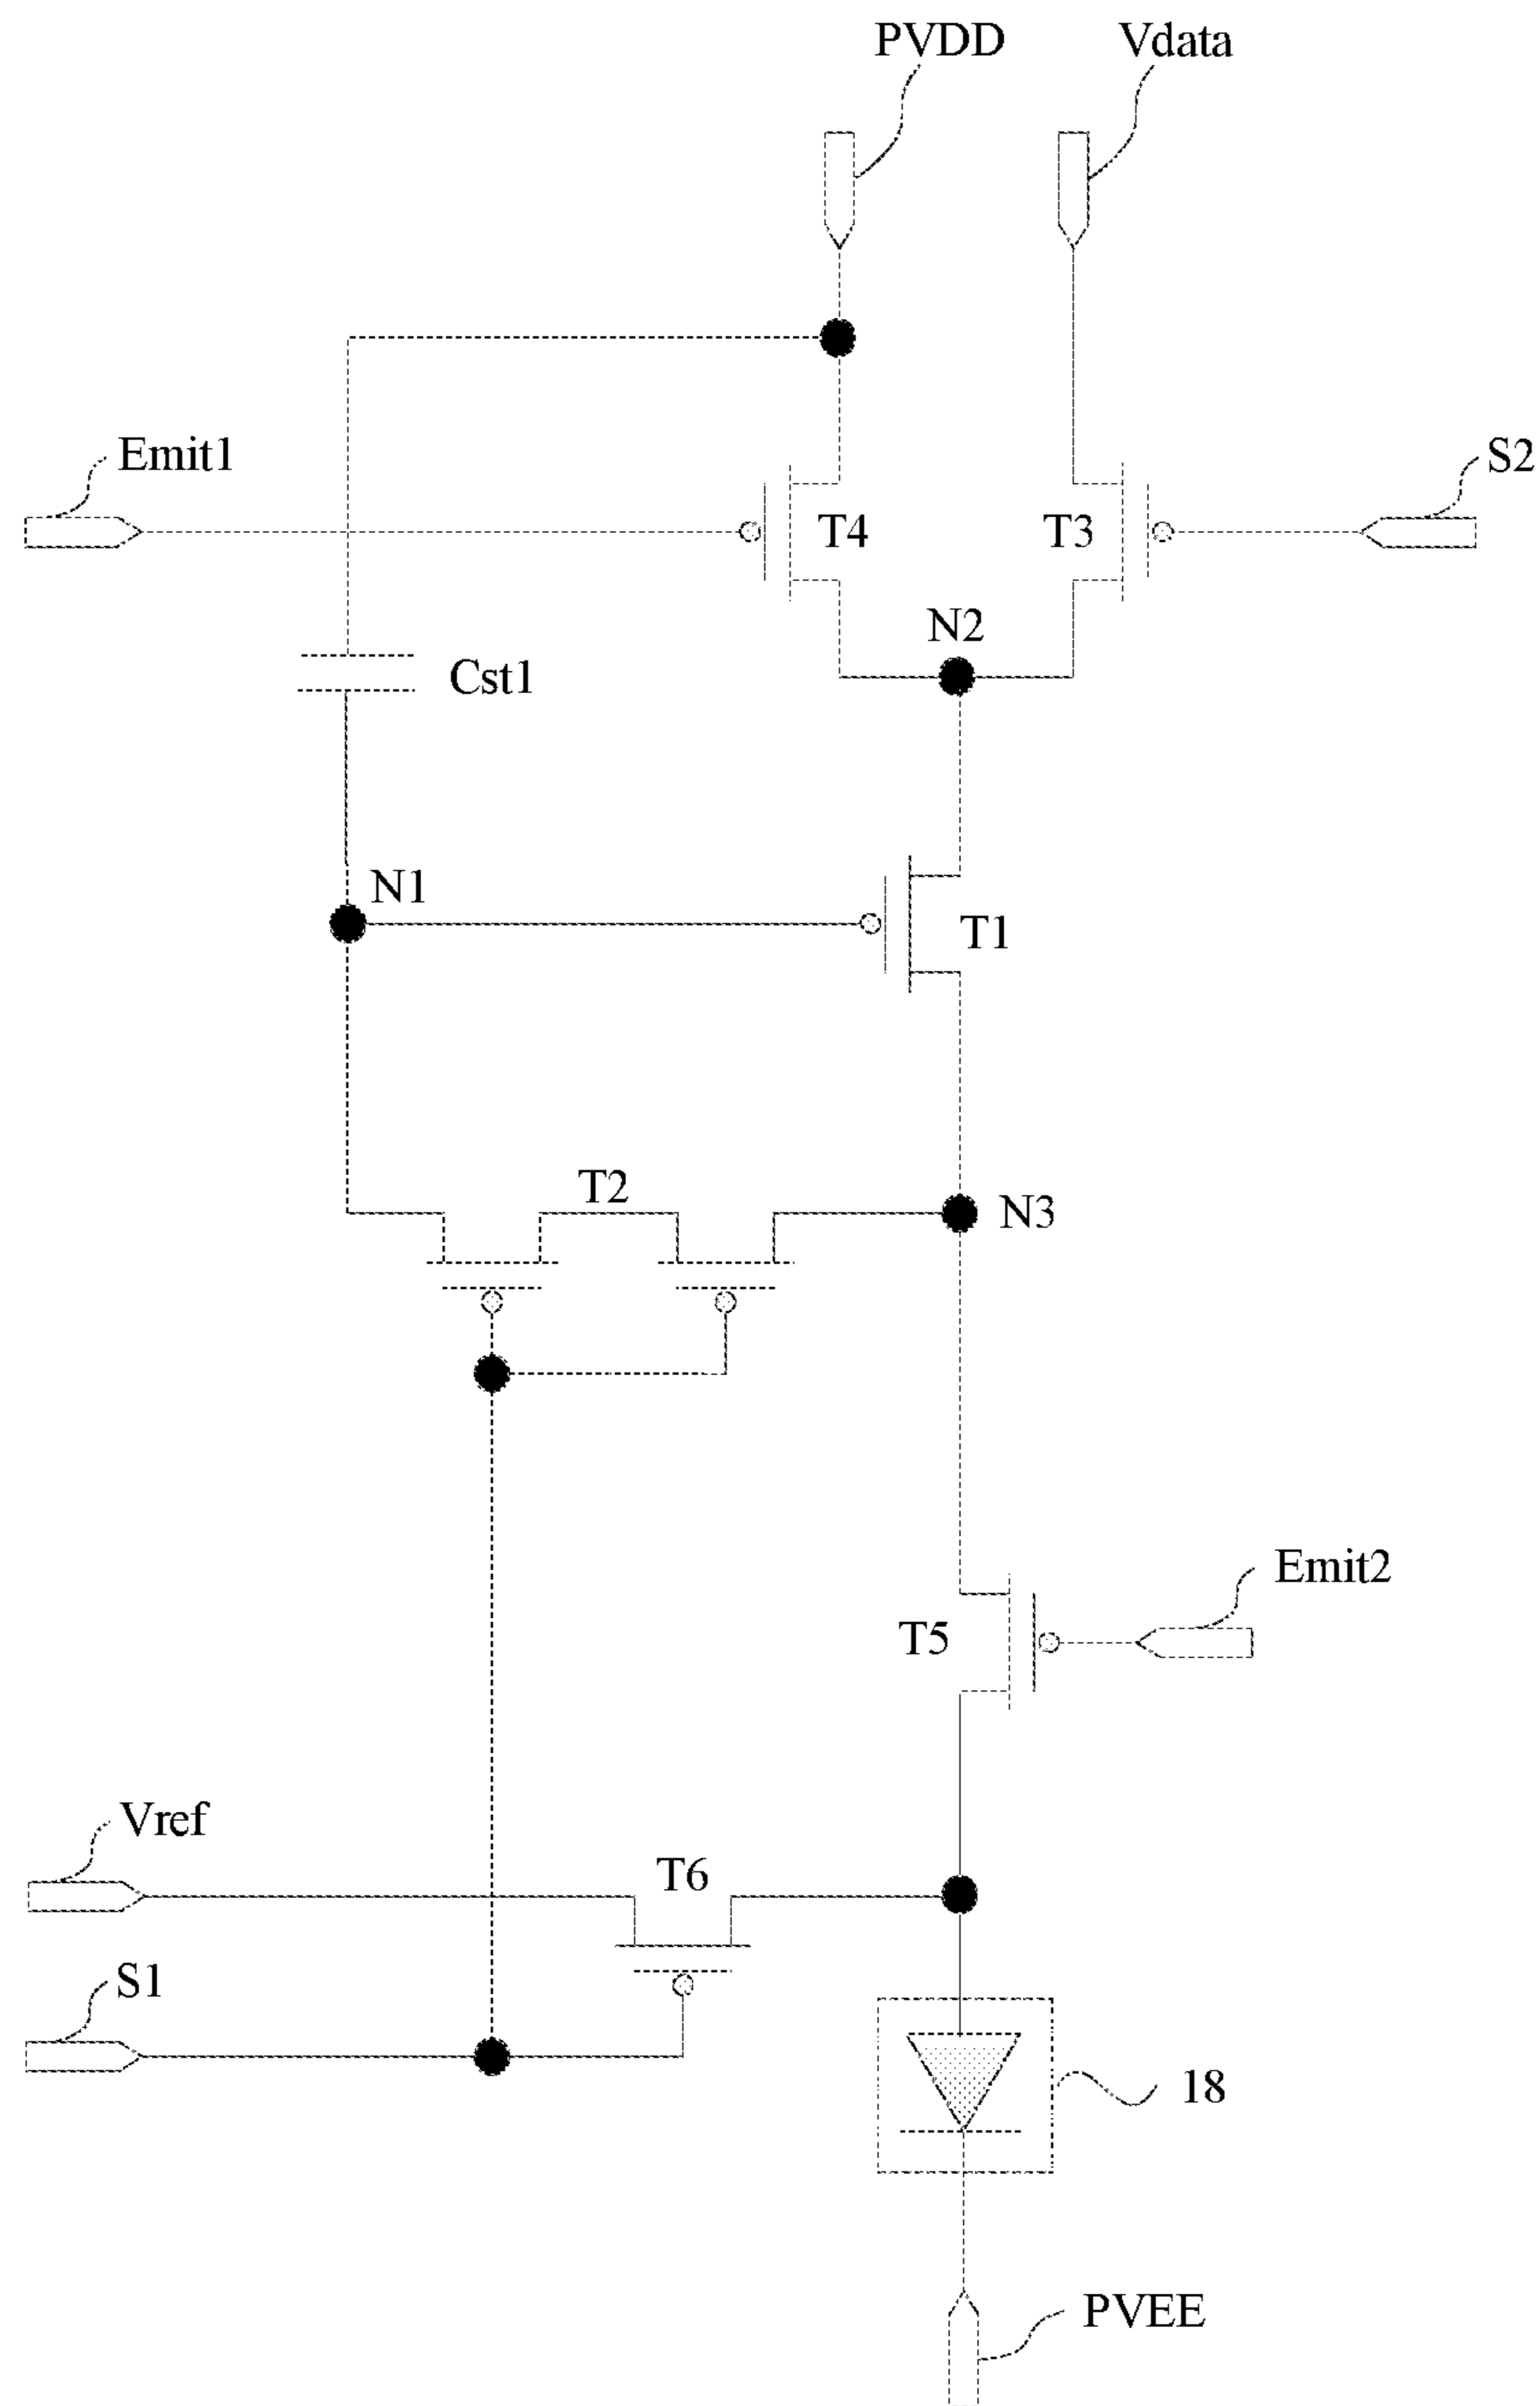 PVDD
Vdata
Emit1
S2
T4
T3
N2
Cst1
N1
T1
T2
N3
Emit2
T5
Vref
T6
S1
18
PVEE